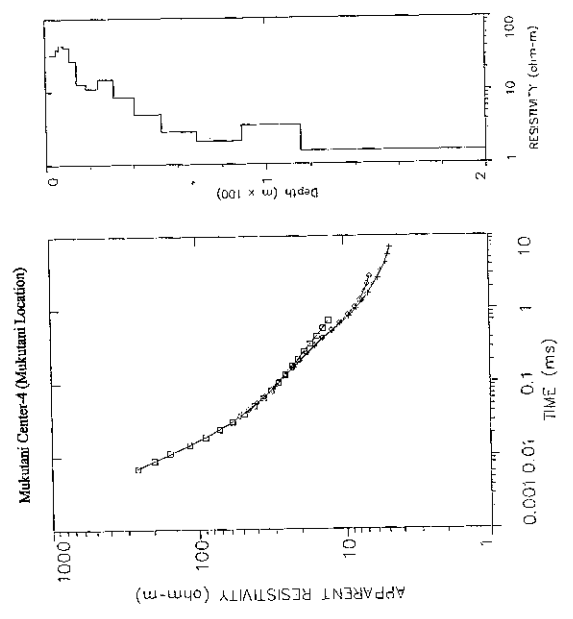 Mukutani Center-4 (Mukutani Location)
1000
100
10
1
APPARENT RESISTIVITY (ohm-m)
0.001 0.01 0.1 1 10
TIME (ms)
0 1 2
Depth (m x 100)
1 10 100
RESISTIVITY (ohm-m)